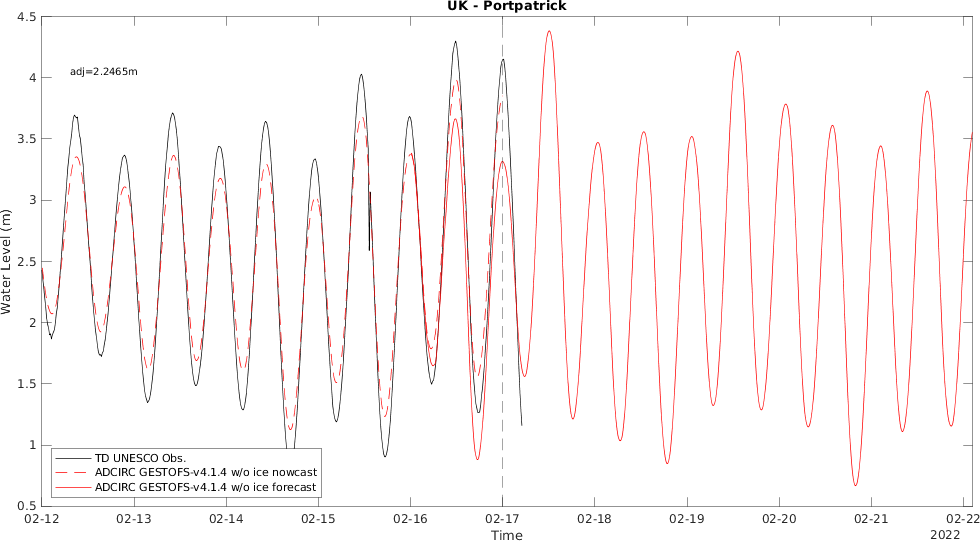 UK - Portpatrick
4.5
4
3.5
3
2.5
2
1.5
1
0.5
Water Level (m)
adj=2.2465m
TD UNESCO Obs.
ADCIRC GESTOFS-v4.1.4 w/o ice nowcast
ADCIRC GESTOFS-v4.1.4 w/o ice forecast
02-12 02-13 02-14 02-15 02-16 02-17 02-18 02-19 02-20 02-21 02-22
Time
2022